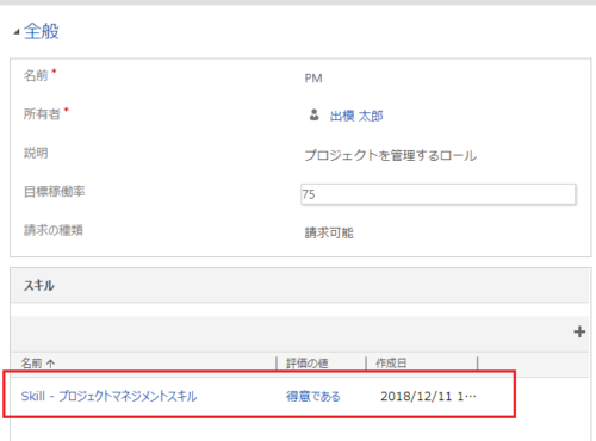 全般
名前*
PM
所有者*
出模 太郎
説明
プロジェクトを管理するロール
目標稼働率
75
請求の種類
請求可能
スキル
名前 評価の値 作成日
Skill - プロジェクトマネジメントスキル 得意である 2018/12/11 1…